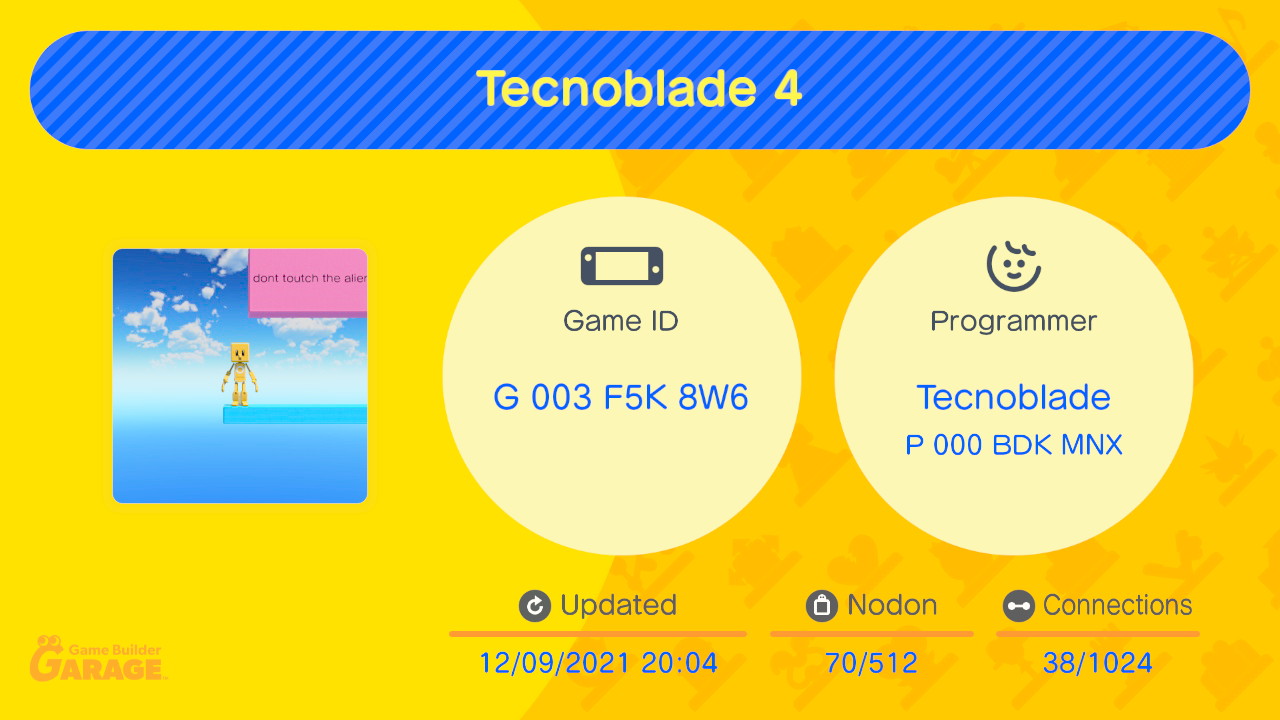 Tecnoblade 4
dont toutch the alien
Game ID
G 003 F5K 8W6
Programmer
Tecnoblade
P 000 BDK MNX
Updated
12/09/2021 20:04
Nodon
70/512
Connections
38/1024
Game Builder
GARAGE